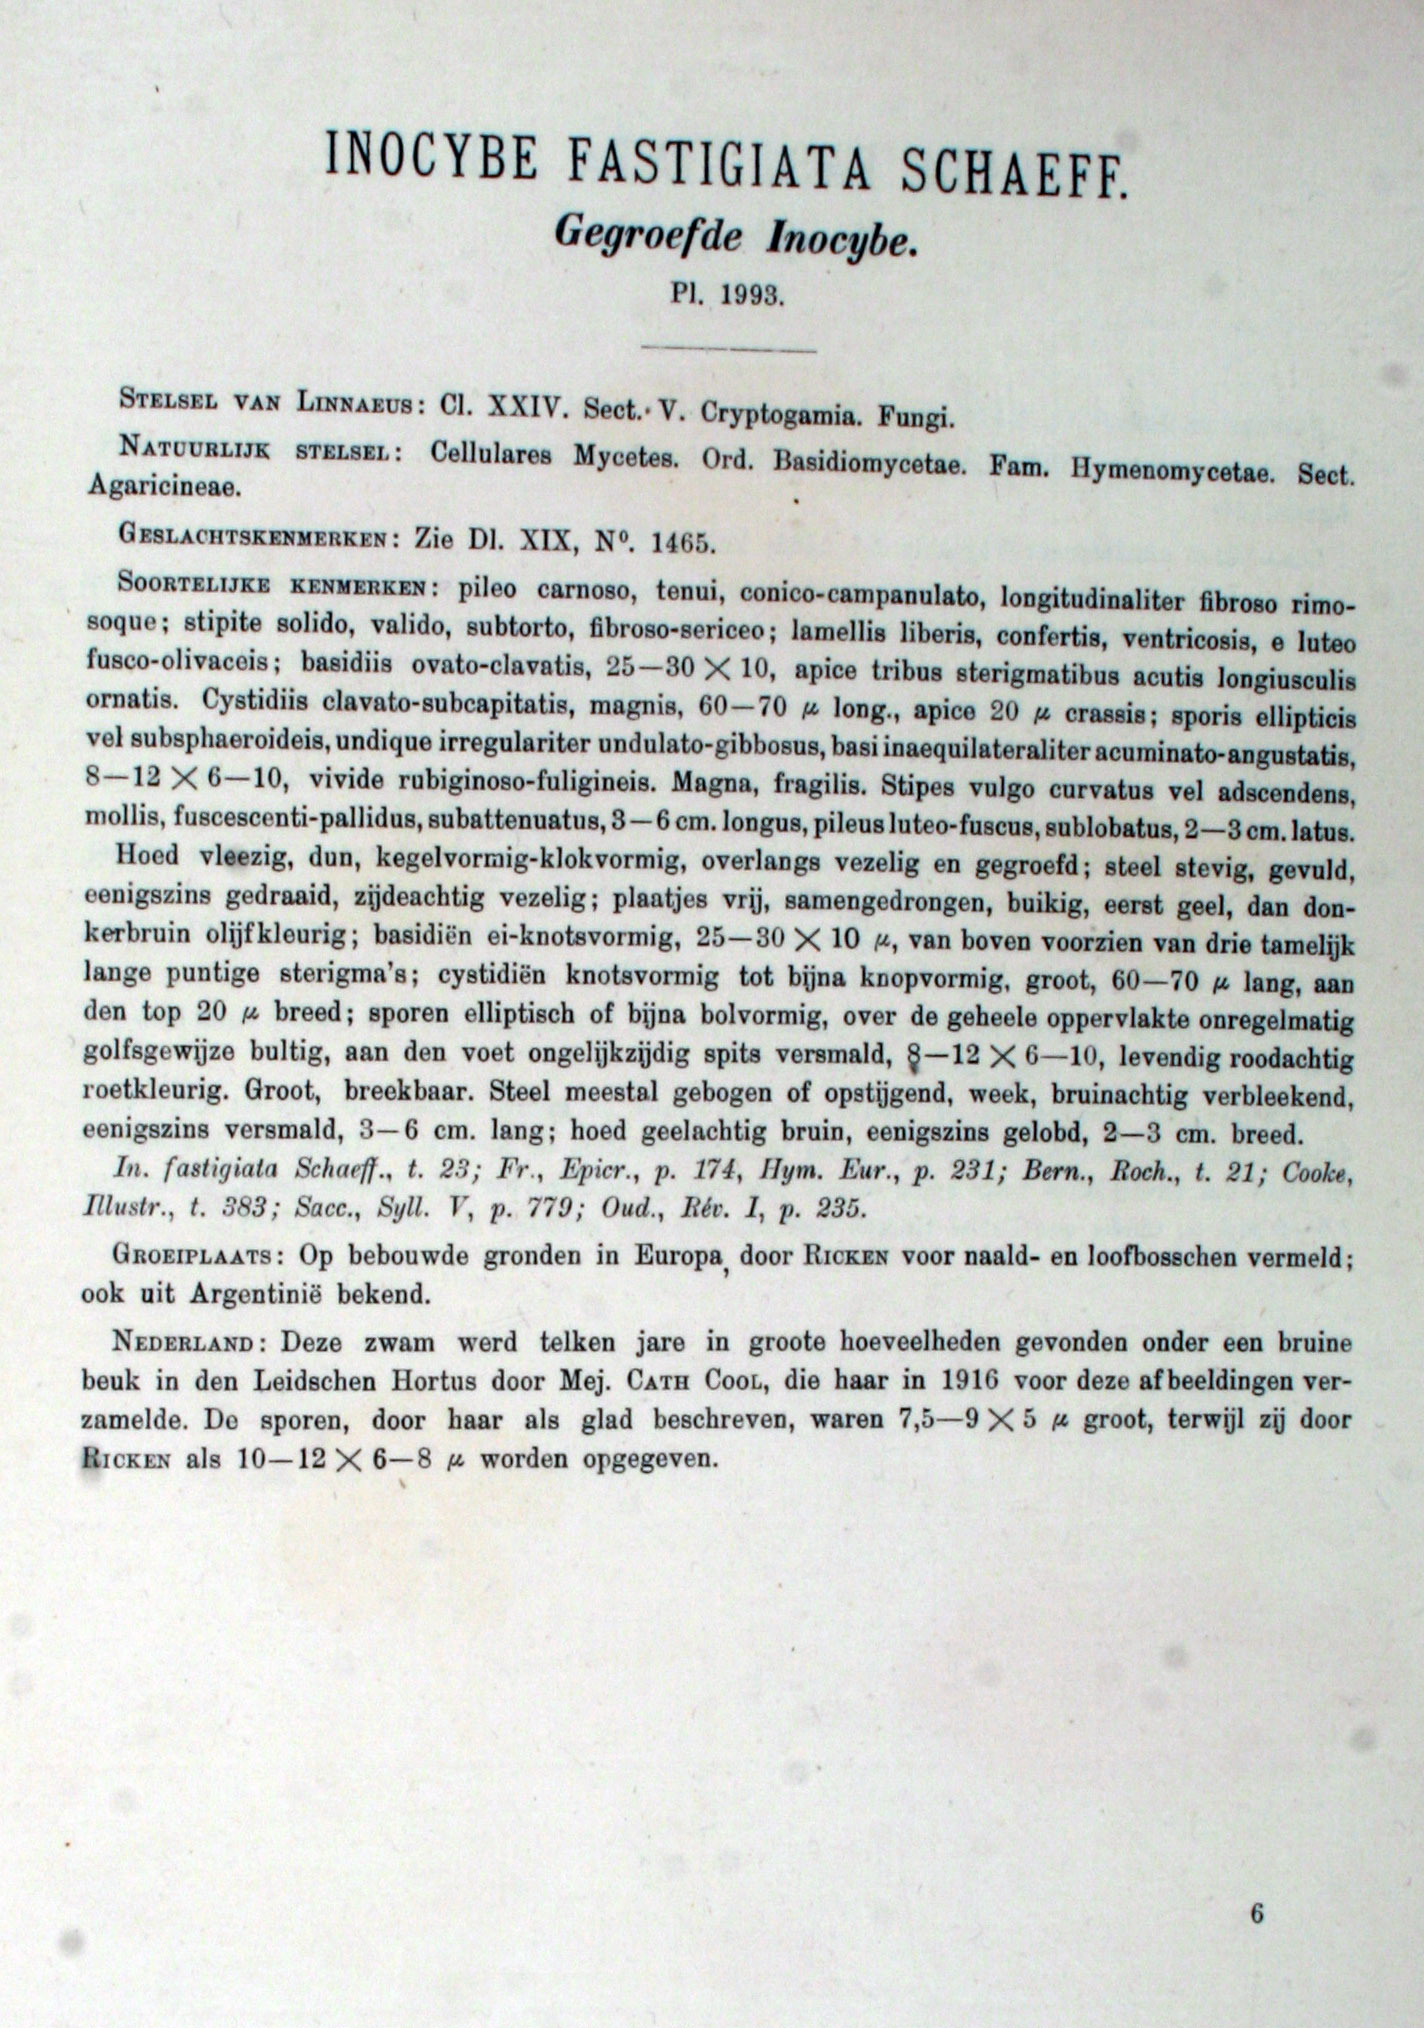 INOCYBE FASTIGIATA SCHAEFF.
Gegroefde Inocybe.
Pl. 1993.
Stelsel van Linnaeus: Cl. XXIV. Sect. V. Cryptogamia. Fungi.
Natuurlijk stelsel: Cellulares Mycetes. Ord. Basidiomycetae. Fam. Hymenomycetae. Sect.
Agaricineae.
Geslachtskenmerken: Zie Dl. XIX, Nº. 1465.
Soortelijke kenmerken: pileo carnoso, tenui, conico-campanulato, longitudinaliter fibroso rimo-
soque; stipite solido, valido, subtorto, fibroso-sericeo; lamellis liberis, confertis, ventricosis, e luteo
fusco-olivaceis; basidiis ovato-clavatis, 25—30 × 10, apice tribus sterigmatibus acutis longiusculis
ornatis. Cystidiis clavato-subcapitatis, magnis, 60—70 μ long., apice 20 μ crassis; sporis ellipticis
vel subsphaeroideis, undique irregulariter undulato-gibbosus, basi inaequilateraliter acuminato-angustatis,
8—12 × 6—10, vivide rubiginoso-fuligineis. Magna, fragilis. Stipes vulgo curvatus vel adscendens,
mollis, fuscescenti-pallidus, subattenuatus, 3—6 cm. longus, pileus luteo-fuscus, sublobatus, 2—3 cm. latus.
Hoed vleezig, dun, kegelvormig-klokvormig, overlangs vezelig en gegroefd; steel stevig, gevuld,
eenigszins gedraaid, zijdeachtig vezelig; plaatjes vrij, samengedrongen, buikig, eerst geel, dan don-
kerbruin olijfkleurig; basidiën ei-knotsvormig, 25—30 × 10 μ, van boven voorzien van drie tamelijk
lange puntige sterigma's; cystidiën knotsvormig tot bijna knopvormig, groot, 60—70 μ lang, aan
den top 20 μ breed; sporen elliptisch of bijna bolvormig, over de geheele oppervlakte onregelmatig
golfsgewijze bultig, aan den voet ongelijkzijdig spits versmald, 8—12 × 6—10, levendig roodachtig
roetkleurig. Groot, breekbaar. Steel meestal gebogen of opstijgend, week, bruinachtig verbleekend,
eenigszins versmald, 3—6 cm. lang; hoed geelachtig bruin, eenigszins gelobd, 2—3 cm. breed.
In. fastigiata Schaeff., t. 23; Fr., Epicr., p. 174, Hym. Eur., p. 231; Bern., Roch., t. 21; Cooke,
Illustr., t. 383; Sacc., Syll. V, p. 779; Oud., Rév. I, p. 235.
Groeiplaats: Op bebouwde gronden in Europa, door Ricken voor naald- en loofbosschen vermeld;
ook uit Argentinië bekend.
Nederland: Deze zwam werd telken jare in groote hoeveelheden gevonden onder een bruine
beuk in den Leidschen Hortus door Mej. Cath Cool, die haar in 1916 voor deze afbeeldingen ver-
zamelde. De sporen, door haar als glad beschreven, waren 7,5—9 × 5 μ groot, terwijl zij door
Ricken als 10—12 × 6—8 μ worden opgegeven.
6